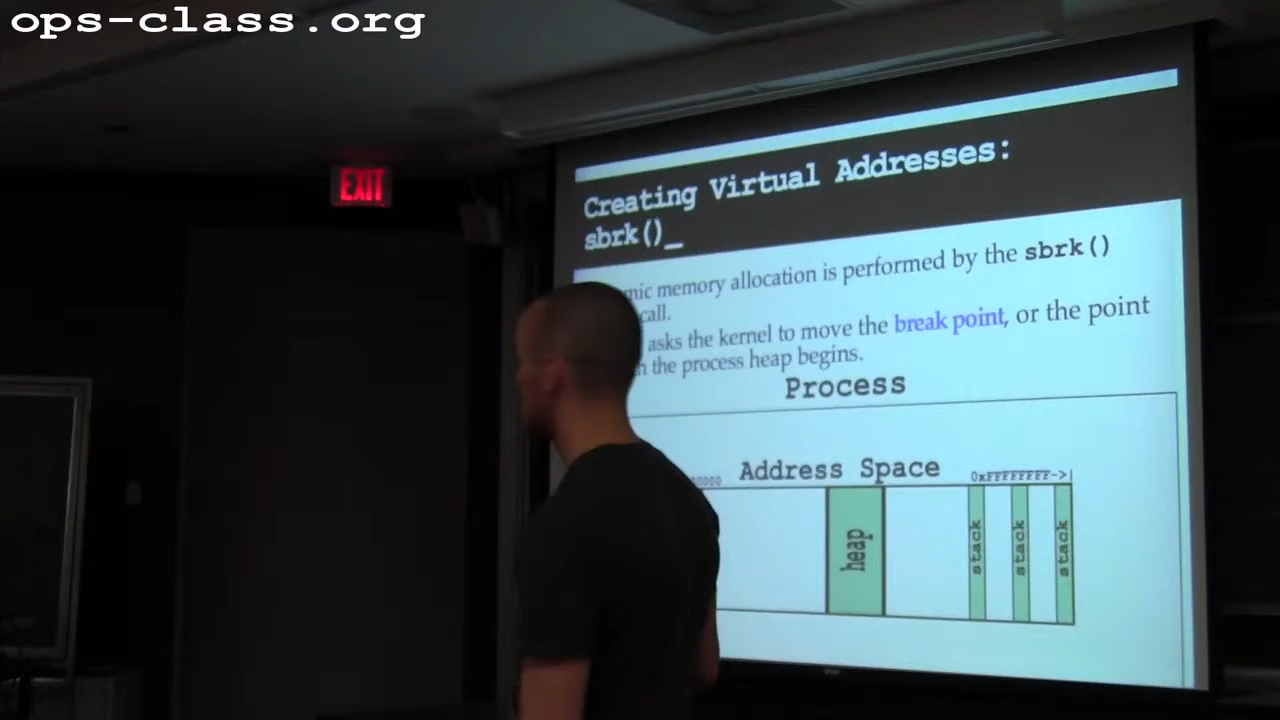 ops-class.org
EXIT
Creating Virtual Addresses:
sbrk()_
memory allocation is performed by the sbrk()
call.
asks the kernel to move the break point, or the point
the process heap begins.
Process
Address Space
0xFFFFFFFF->|
heap
stack
stack
stack